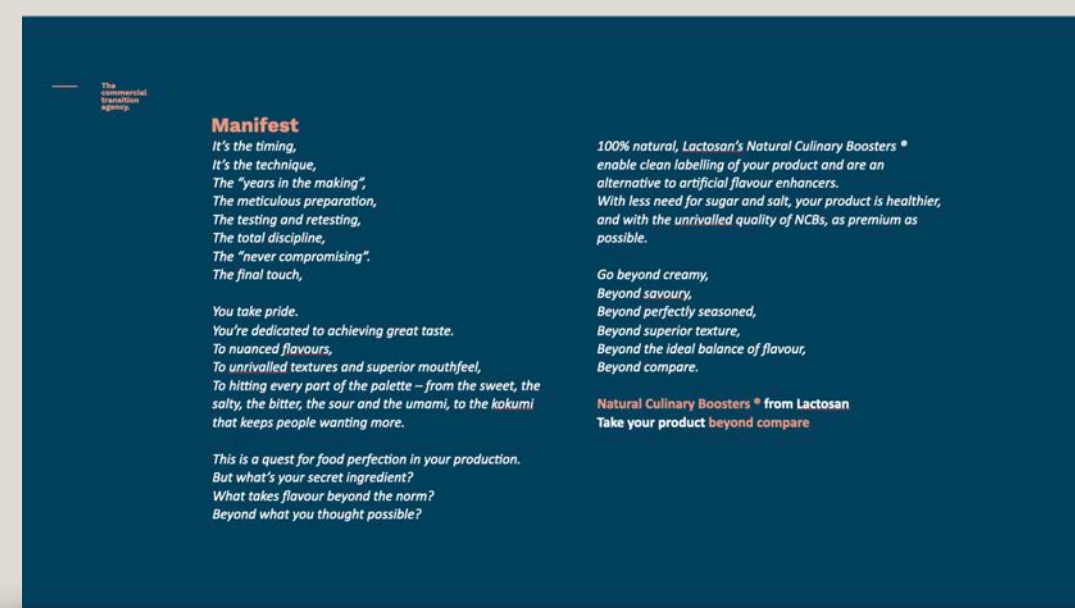 The
commercial
transition
agency.
Manifest
It's the timing,
It's the technique,
The "years in the making",
The meticulous preparation,
The testing and retesting,
The total discipline,
The "never compromising".
The final touch,
You take pride.
You're dedicated to achieving great taste.
To nuanced flavours,
To unrivalled textures and superior mouthfeel,
To hitting every part of the palette – from the sweet, the
salty, the bitter, the sour and the umami, to the kokumi
that keeps people wanting more.
This is a quest for food perfection in your production.
But what's your secret ingredient?
What takes flavour beyond the norm?
Beyond what you thought possible?
100% natural, Lactosan's Natural Culinary Boosters ®
enable clean labelling of your product and are an
alternative to artificial flavour enhancers.
With less need for sugar and salt, your product is healthier,
and with the unrivalled quality of NCBs, as premium as
possible.
Go beyond creamy,
Beyond savoury,
Beyond perfectly seasoned,
Beyond superior texture,
Beyond the ideal balance of flavour,
Beyond compare.
Natural Culinary Boosters ® from Lactosan
Take your product beyond compare